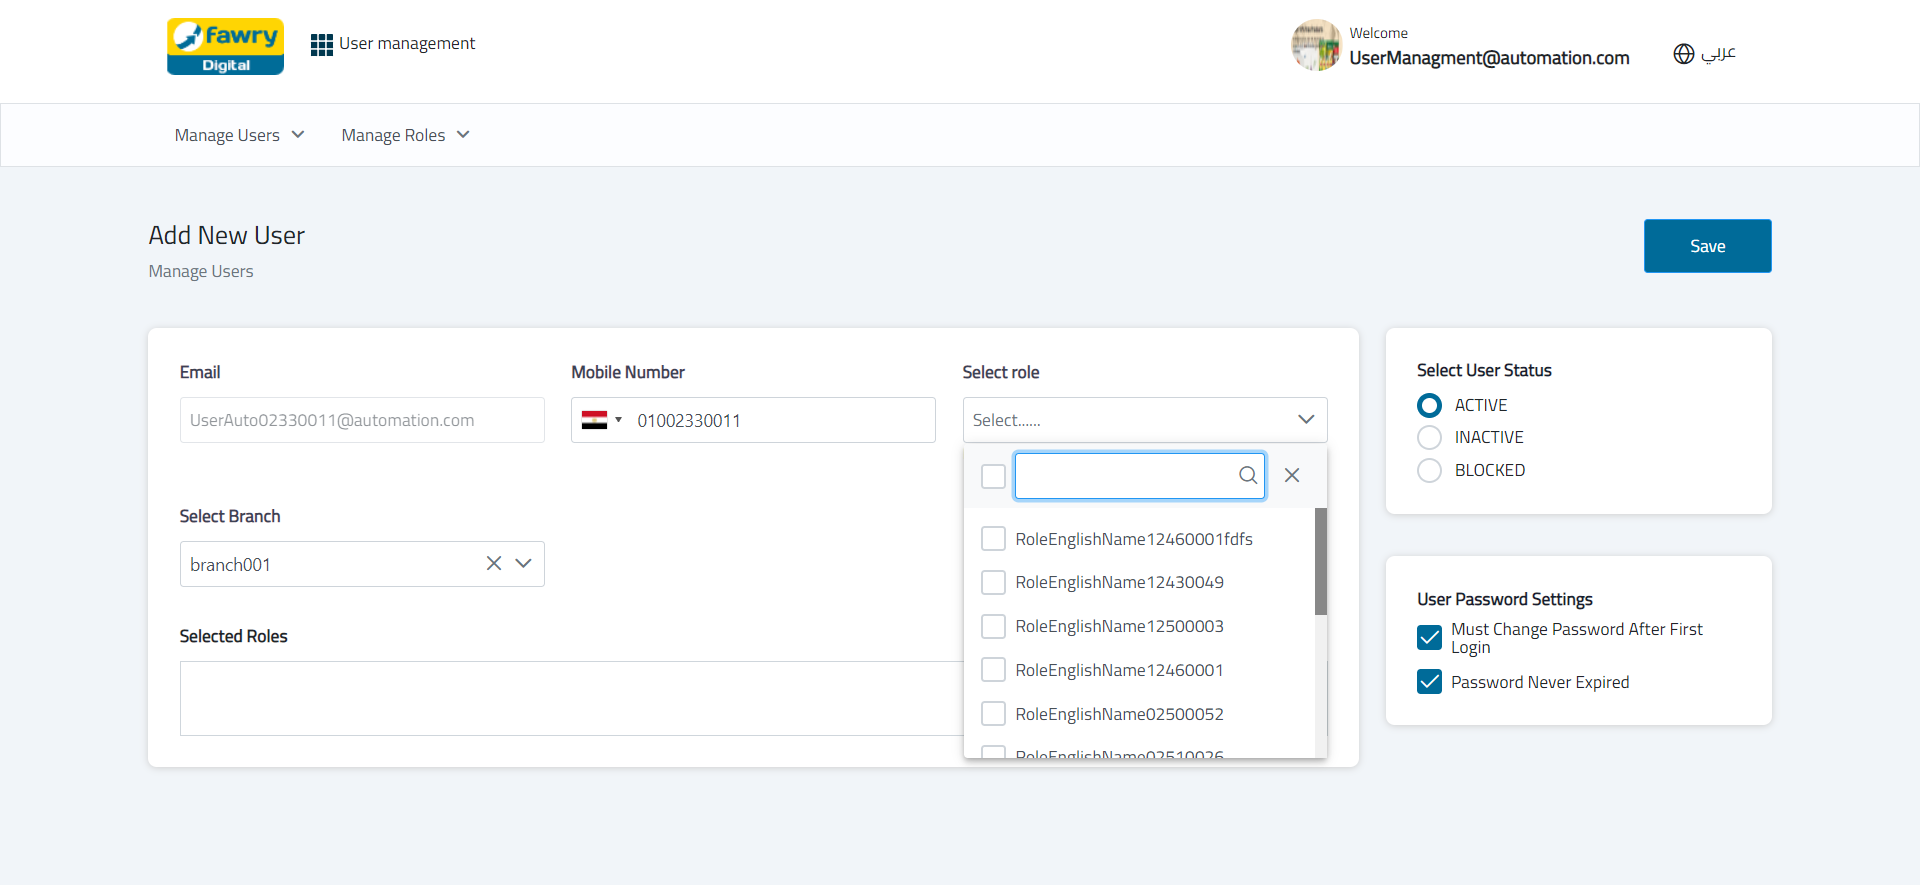 fawry
Digital
User management
Welcome
UserManagment@automation.com
عربي
Manage Users
Manage Roles
Add New User
Manage Users
Save
Email
Mobile Number
Select role
UserAuto02330011@automation.com
01002330011
Select......
RoleEnglishName12460001fdfs
RoleEnglishName12430049
RoleEnglishName12500003
RoleEnglishName12460001
RoleEnglishName02500052
RoleEnglishName02510026
Select Branch
branch001
Selected Roles
Select User Status
ACTIVE
INACTIVE
BLOCKED
User Password Settings
Must Change Password After First
Login
Password Never Expired